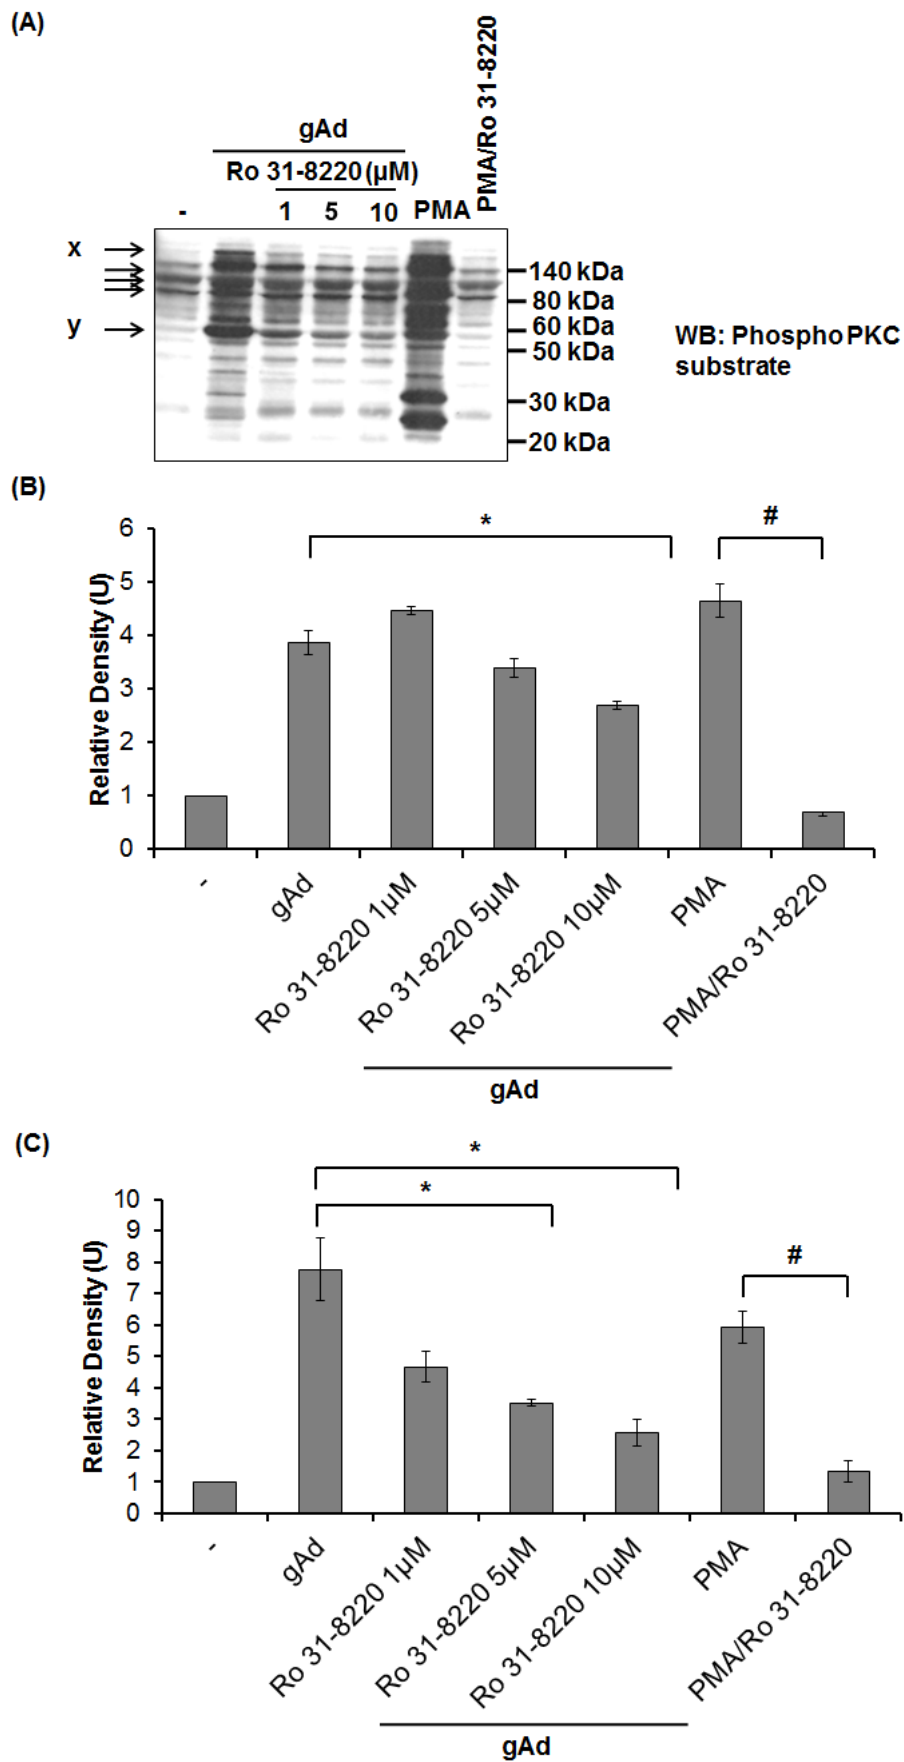 (A)
gAd
Ro 31-8220 (µM)
- 1 5 10 PMA PMA/Ro 31-8220
x
y
140 kDa
80 kDa
60 kDa
50 kDa
30 kDa
20 kDa
WB: Phospho PKC
substrate
(B)
Relative Density (U)
6
5
4
3
2
1
0
*
#
-
gAd
Ro 31-8220 1µM
Ro 31-8220 5µM
Ro 31-8220 10µM
PMA
PMA/Ro 31-8220
gAd
(C)
Relative Density (U)
10
9
8
7
6
5
4
3
2
1
0
*
*
#
-
gAd
Ro 31-8220 1µM
Ro 31-8220 5µM
Ro 31-8220 10µM
PMA
PMA/Ro 31-8220
gAd